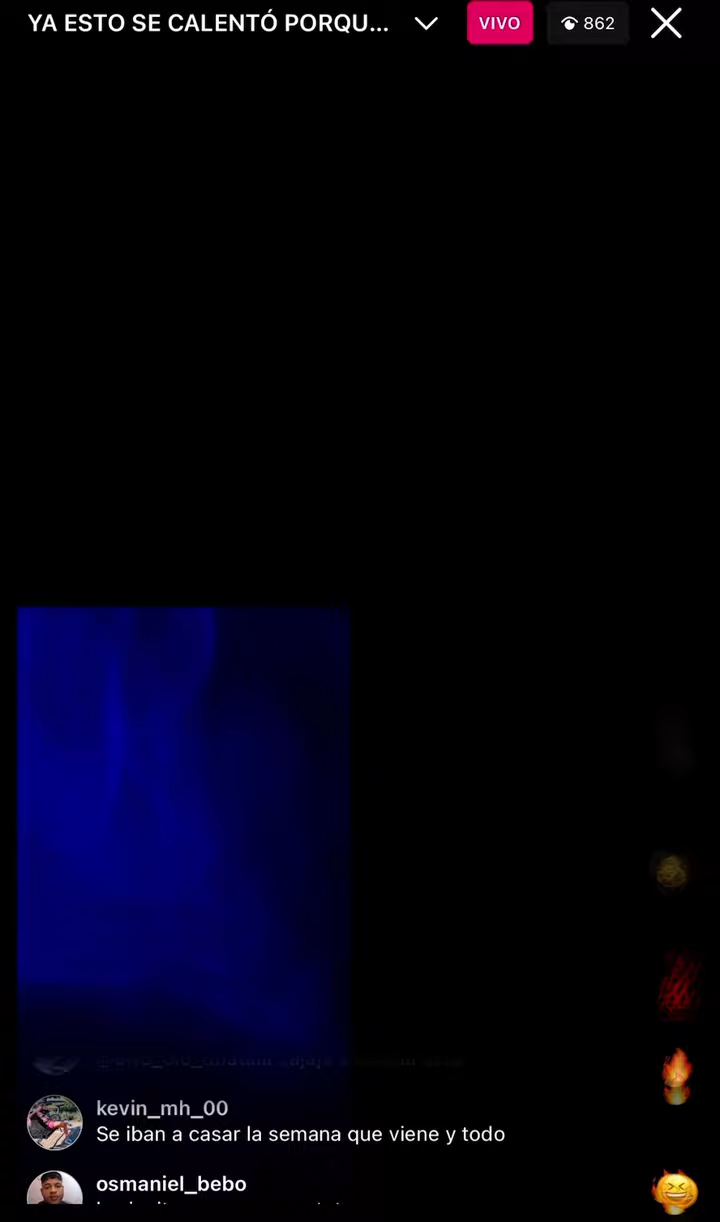 YA ESTO SE CALENTÓ PORQU...
VIVO
862
kevin_mh_00
Se iban a casar la semana que viene y todo
osmaniel_bebo